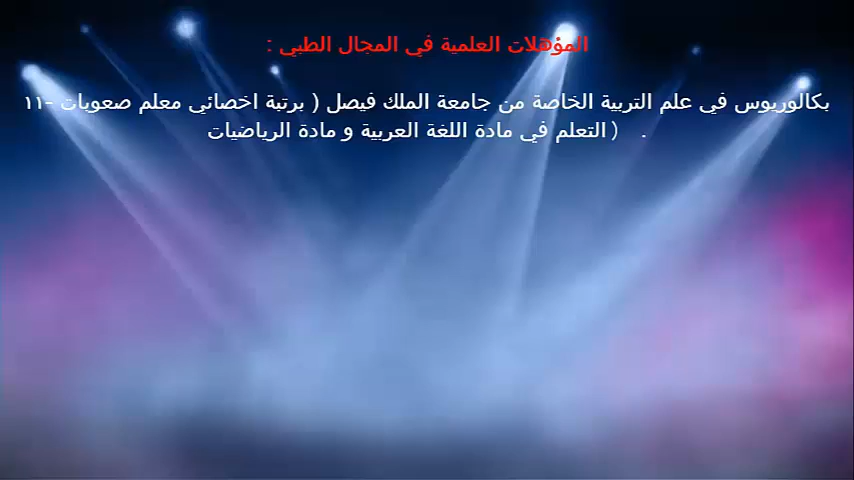 المؤهلات العلمية في المجال الطبي :
بكالوريوس في علم التربية الخاصة من جامعة الملك فيصل ( برتبة اخصائي معلم صعوبات -١١
التعلم في مادة اللغة العربية و مادة الرياضيات ) .